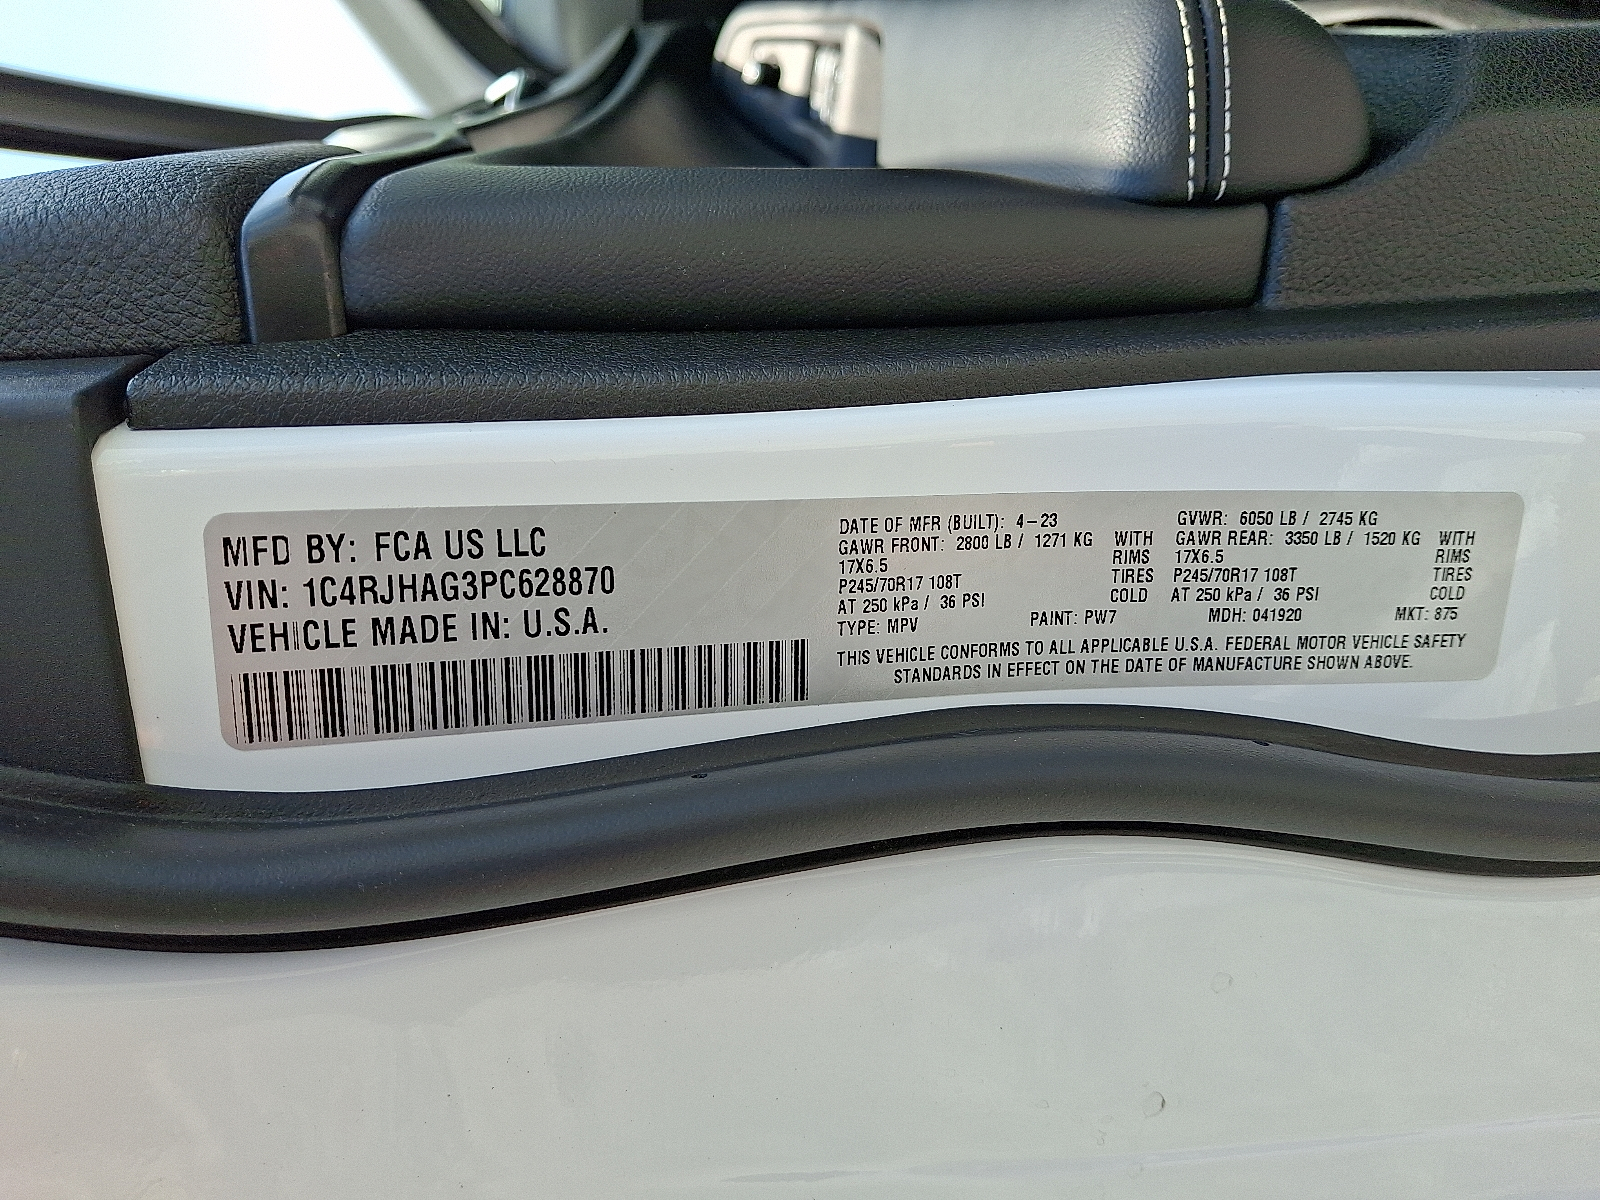 MFD BY: FCA US LLC
VIN: 1C4RJHAG3PC628870
VEHICLE MADE IN: U.S.A.
DATE OF MFR (BUILT): 4-23 GVWR: 6050 LB / 2745 KG
GAWR FRONT: 2800 LB / 1271 KG WITH GAWR REAR: 3350 LB / 1520 KG WITH
17X6.5 RIMS 17X6.5 RIMS
P245/70R17 108T TIRES P245/70R17 108T TIRES
AT 250 kPa / 36 PSI COLD AT 250 kPa / 36 PSI COLD
TYPE: MPV PAINT: PW7 MDH: 041920 MKT: 875
THIS VEHICLE CONFORMS TO ALL APPLICABLE U.S.A. FEDERAL MOTOR VEHICLE SAFETY
STANDARDS IN EFFECT ON THE DATE OF MANUFACTURE SHOWN ABOVE.